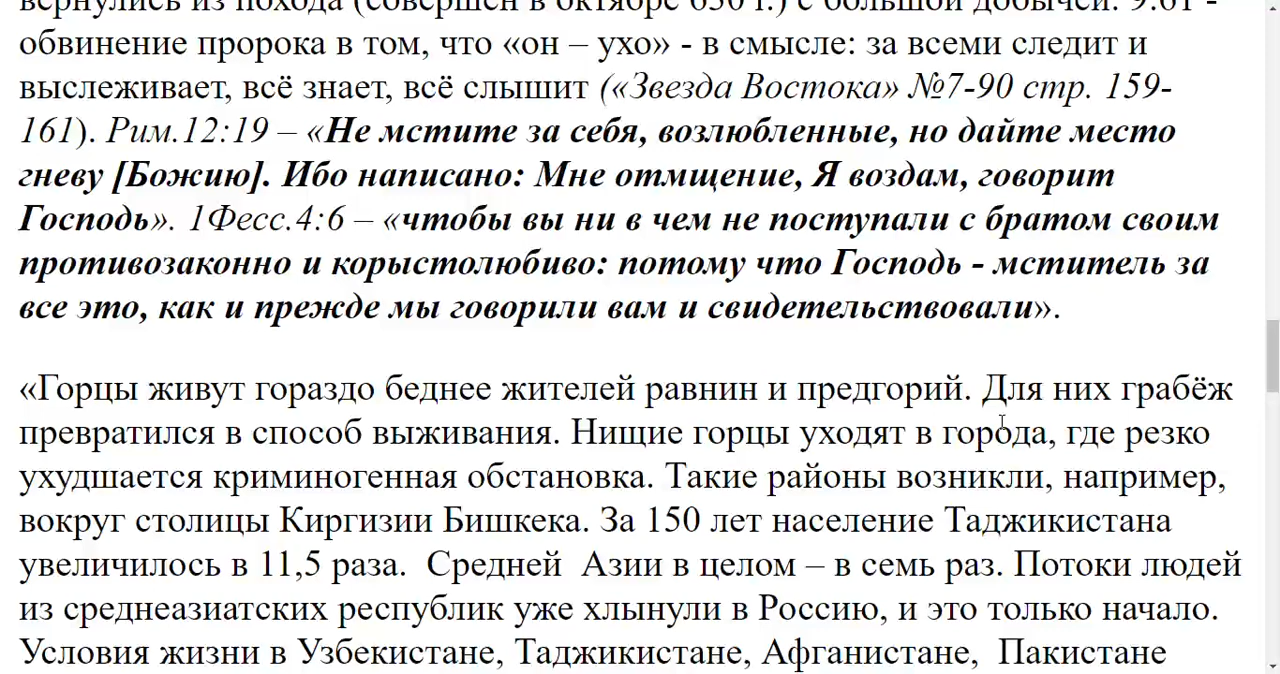 вернулись из похода (совершён в октябре 630 г.) с большой добычей. 9:61 -
обвинение пророка в том, что «он – ухо» - в смысле: за всеми следит и
выслеживает, всё знает, всё слышит («Звезда Востока» №7-90 стр. 159-
161). Рим.12:19 – «Не мстите за себя, возлюбленные, но дайте место
гневу [Божию]. Ибо написано: Мне отмщение, Я воздам, говорит
Господь». 1Фесс.4:6 – «чтобы вы ни в чем не поступали с братом своим
противозаконно и корыстолюбиво: потому что Господь - мститель за
все это, как и прежде мы говорили вам и свидетельствовали».
«Горцы живут гораздо беднее жителей равнин и предгорий. Для них грабёж
превратился в способ выживания. Нищие горцы уходят в города, где резко
ухудшается криминогенная обстановка. Такие районы возникли, например,
вокруг столицы Киргизии Бишкека. За 150 лет население Таджикистана
увеличилось в 11,5 раза.  Средней  Азии в целом – в семь раз. Потоки людей
из среднеазиатских республик уже хлынули в Россию, и это только начало.
Условия жизни в Узбекистане, Таджикистане, Афганистане,  Пакистане